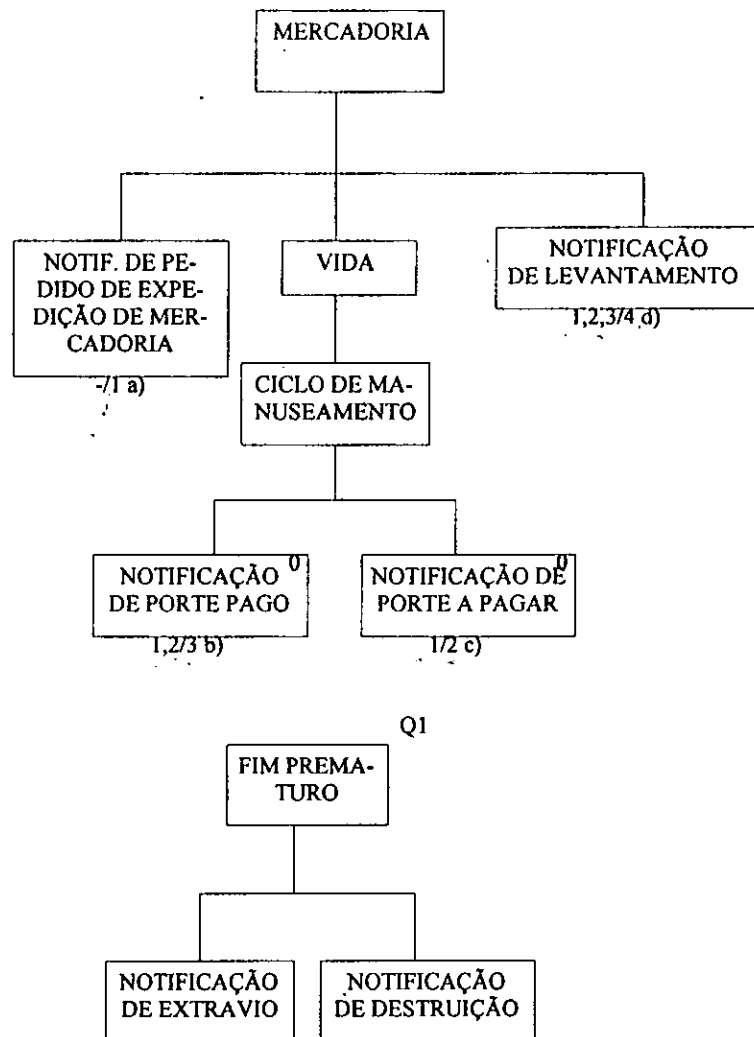 MERCADORIA
NOTIF. DE PE-
DIDO DE EXPE-
DIÇÃO DE MER-
CADORIA
-/1 a)
VIDA
NOTIFICAÇÃO
DE LEVANTAMENTO
1,2,3/4 d)
CICLO DE MA-
NUSEAMENTO
0
NOTIFICAÇÃO
DE PORTE PAGO
1,2/3 b)
0
NOTIFICAÇÃO DE
PORTE A PAGAR
1/2 c)
Q1
FIM PREMA-
TURO
NOTIFICAÇÃO
DE EXTRAVIO
NOTIFICAÇÃO
DE DESTRUIÇÃO